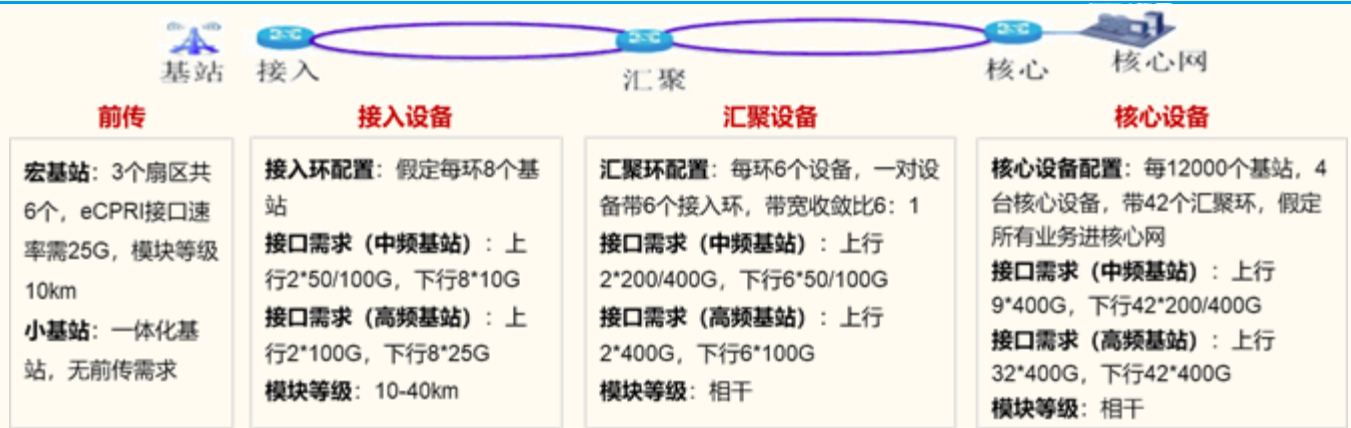 基站
接入
汇聚
核心
核心网
前传
宏基站：3个扇区共
6个，eCPRI接口速
率需25G，模块等级
10km
小基站：一体化基
站，无前传需求
接入设备
接入环配置：假定每环8个基
站
接口需求（中频基站）：上
行2*50/100G，下行8*10G
接口需求（高频基站）：上
行2*100G，下行8*25G
模块等级：10-40km
汇聚设备
汇聚环配置：每环6个设备，一对设
备带6个接入环，带宽收敛比6：1
接口需求（中频基站）：上行
2*200/400G，下行6*50/100G
接口需求（高频基站）：上行
2*400G，下行6*100G
模块等级：相干
核心设备
核心设备配置：每12000个基站，4
台核心设备，带42个汇聚环，假定
所有业务进核心网
接口需求（中频基站）：上行
9*400G，下行42*200/400G
接口需求（高频基站）：上行
32*400G，下行42*400G
模块等级：相干